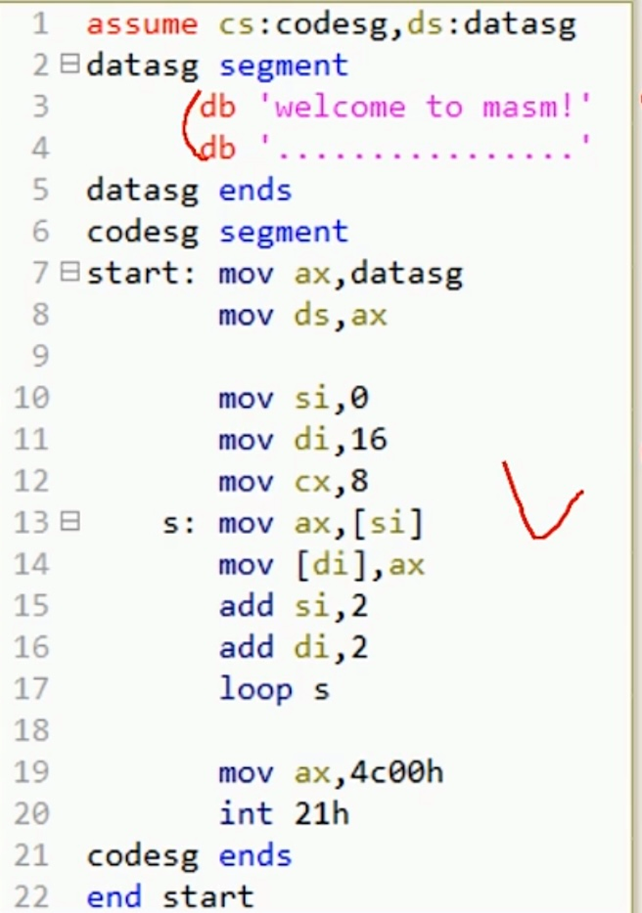 1 assume cs:codesg,ds:datasg
2 datasg segment
3 db 'welcome to masm!'
4 db '................'
5 datasg ends
6 codesg segment
7 start: mov ax,datasg
8 mov ds,ax
9
10 mov si,0
11 mov di,16
12 mov cx,8
13 s: mov ax,[si]
14 mov [di],ax
15 add si,2
16 add di,2
17 loop s
18
19 mov ax,4c00h
20 int 21h
21 codesg ends
22 end start